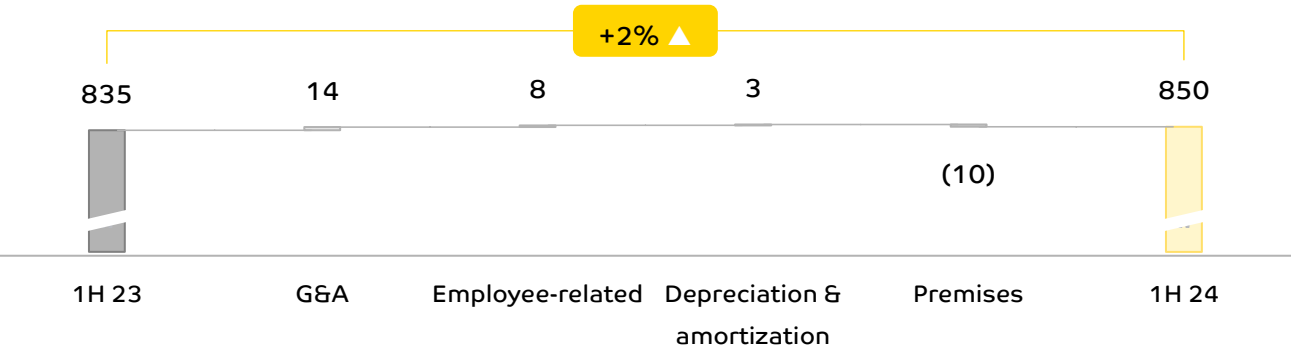 +2%
835 14 8 3 850
(10)
1H 23 G&A Employee-related Depreciation & Premises 1H 24
amortization